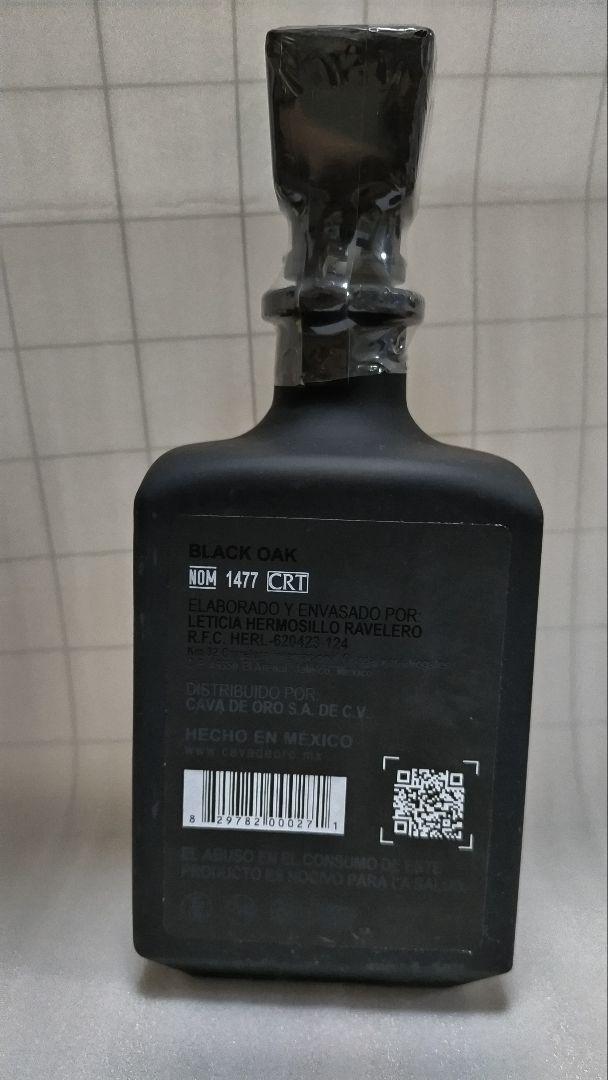 BLACK OAK
NOM 1477 CRT
ELABORADO Y ENVASADO POR:
LETICIA HERMOSILLO RAVELERO
R.F.C. HERL-620423-124
DISTRIBUIDO POR:
CAVA DE ORO S.A. DE C.V.
HECHO EN MÉXICO
www.cavadeoro.mx
8 29782 00027 1
EL ABUSO EN EL CONSUMO DE ESTE
PRODUCTO ES NOCIVO PARA LA SALUD.